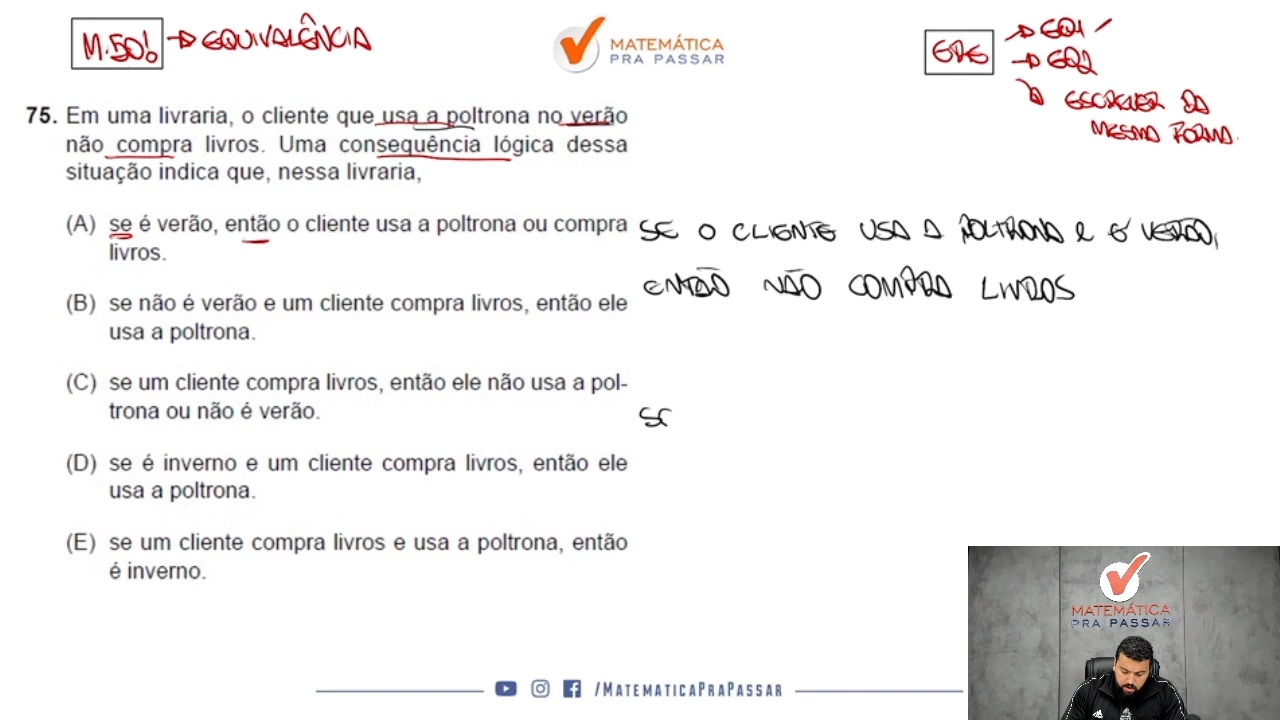 M.50! → EQUIVALÊNCIA
MATEMÁTICA
PRA PASSAR
→ EQ1
→ EQ2
ESCREVER DA
MESMA FORMA.
75. Em uma livraria, o cliente que usa a poltrona no verão
não compra livros. Uma consequência lógica dessa
situação indica que, nessa livraria,
(A) se é verão, então o cliente usa a poltrona ou compra
livros.
SE O CLIENTE USA A POLTRONA E É VERÃO,
ENTÃO NÃO COMPRA LIVROS
(B) se não é verão e um cliente compra livros, então ele
usa a poltrona.
(C) se um cliente compra livros, então ele não usa a pol-
trona ou não é verão.
SE
(D) se é inverno e um cliente compra livros, então ele
usa a poltrona.
(E) se um cliente compra livros e usa a poltrona, então
é inverno.
MATEMÁTICA
PRA PASSAR
/MATEMATICAPRAPASSAR